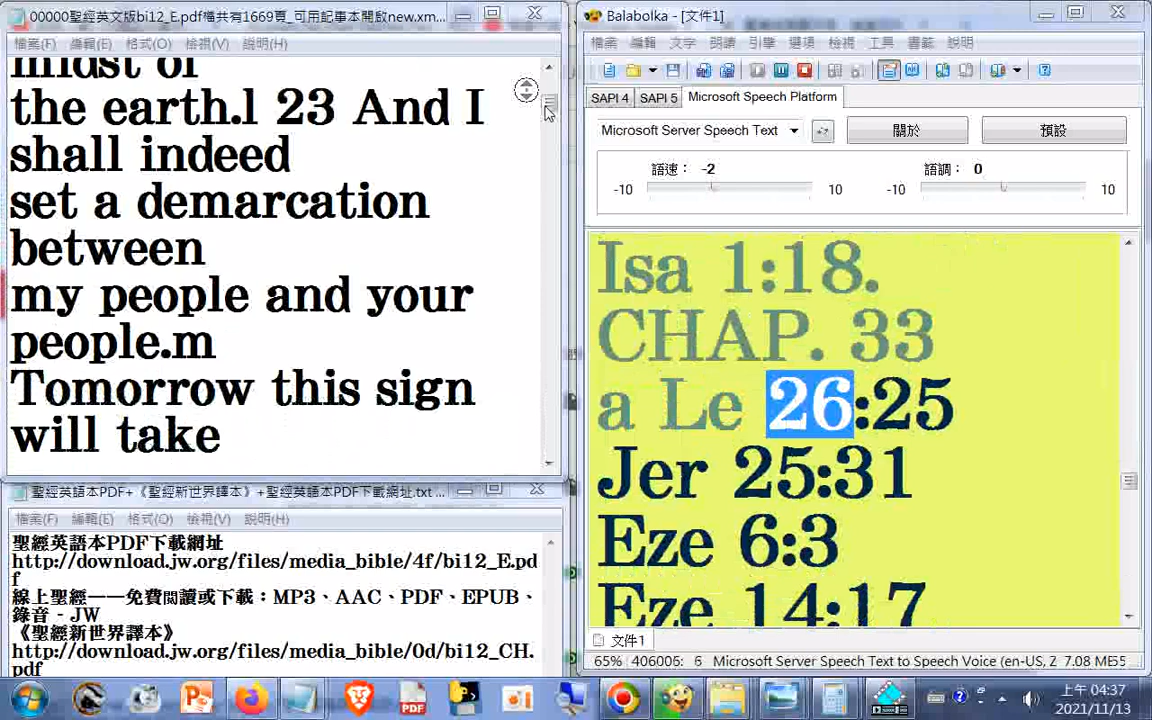 00000聖經英文版bi12_E.pdf檔共有1669頁_可用記事本開啟new.xm...
檔案(F) 編輯(E) 格式(O) 檢視(V) 說明(H)
midst of
the earth.l 23 And I
shall indeed
set a demarcation
between
my people and your
people.m
Tomorrow this sign
will take
聖經英語本PDF+《聖經新世界譯本》+聖經英語本PDF下載網址.txt ...
檔案(F) 編輯(E) 格式(O) 檢視(V) 說明(H)
聖經英語本PDF下載網址
http://download.jw.org/files/media_bible/4f/bi12_E.pd
f
線上聖經——免費閱讀或下載：MP3、AAC、PDF、EPUB、
錄音 - JW
《聖經新世界譯本》
http://download.jw.org/files/media_bible/0d/bi12_CH.
pdf
Balabolka - [文件1]
檔案 編輯 文字 朗讀 引擎 選項 檢視 工具 書籤 說明
SAPI 4 SAPI 5 Microsoft Speech Platform
Microsoft Server Speech Text 關於 預設
語速： -2 語調： 0
-10 10 -10 10
Isa 1:18.
CHAP. 33
a Le 26:25
Jer 25:31
Eze 6:3
Eze 14:17
文件1
65% 406005: 6 Microsoft Server Speech Text to Speech Voice (en-US, 2 7.08 MB
上午 04:37
2021/11/13